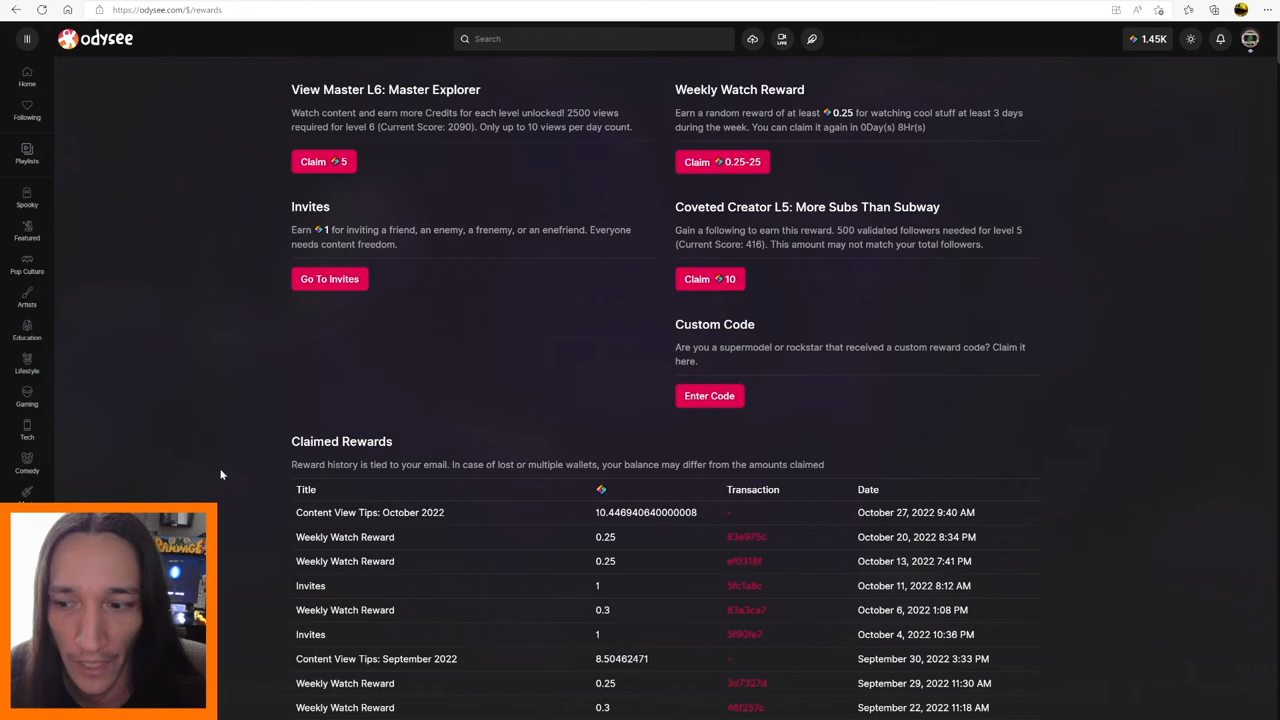 https://odysee.com/$/rewards
odysee
Search
LIVE
1.45K
Home
Following
Playlists
Spooky
Featured
Pop Culture
Artists
Education
Lifestyle
Gaming
Tech
Comedy
View Master L6: Master Explorer
Watch content and earn more Credits for each level unlocked! 2500 views
required for level 6 (Current Score: 2090). Only up to 10 views per day count.
Claim 5
Weekly Watch Reward
Earn a random reward of at least 0.25 for watching cool stuff at least 3 days
during the week. You can claim it again in 0Day(s) 8Hr(s)
Claim 0.25-25
Invites
Earn 1 for inviting a friend, an enemy, a frenemy, or an enefriend. Everyone
needs content freedom.
Go To Invites
Coveted Creator L5: More Subs Than Subway
Gain a following to earn this reward. 500 validated followers needed for level 5
(Current Score: 416). This amount may not match your total followers.
Claim 10
Custom Code
Are you a supermodel or rockstar that received a custom reward code? Claim it
here.
Enter Code
Claimed Rewards
Reward history is tied to your email. In case of lost or multiple wallets, your balance may differ from the amounts claimed
Title Transaction Date
Content View Tips: October 2022 10.446940640000008 - October 27, 2022 9:40 AM
Weekly Watch Reward 0.25 83e975c October 20, 2022 8:34 PM
Weekly Watch Reward 0.25 ef0318f October 13, 2022 7:41 PM
Invites 1 5fc1a8c October 11, 2022 8:12 AM
Weekly Watch Reward 0.3 83a3ca7 October 6, 2022 1:08 PM
Invites 1 5f90fe7 October 4, 2022 10:36 PM
Content View Tips: September 2022 8.50462471 - September 30, 2022 3:33 PM
Weekly Watch Reward 0.25 3d7327d September 29, 2022 11:30 AM
Weekly Watch Reward 0.3 46f257c September 22, 2022 11:18 AM
RAMPAGE